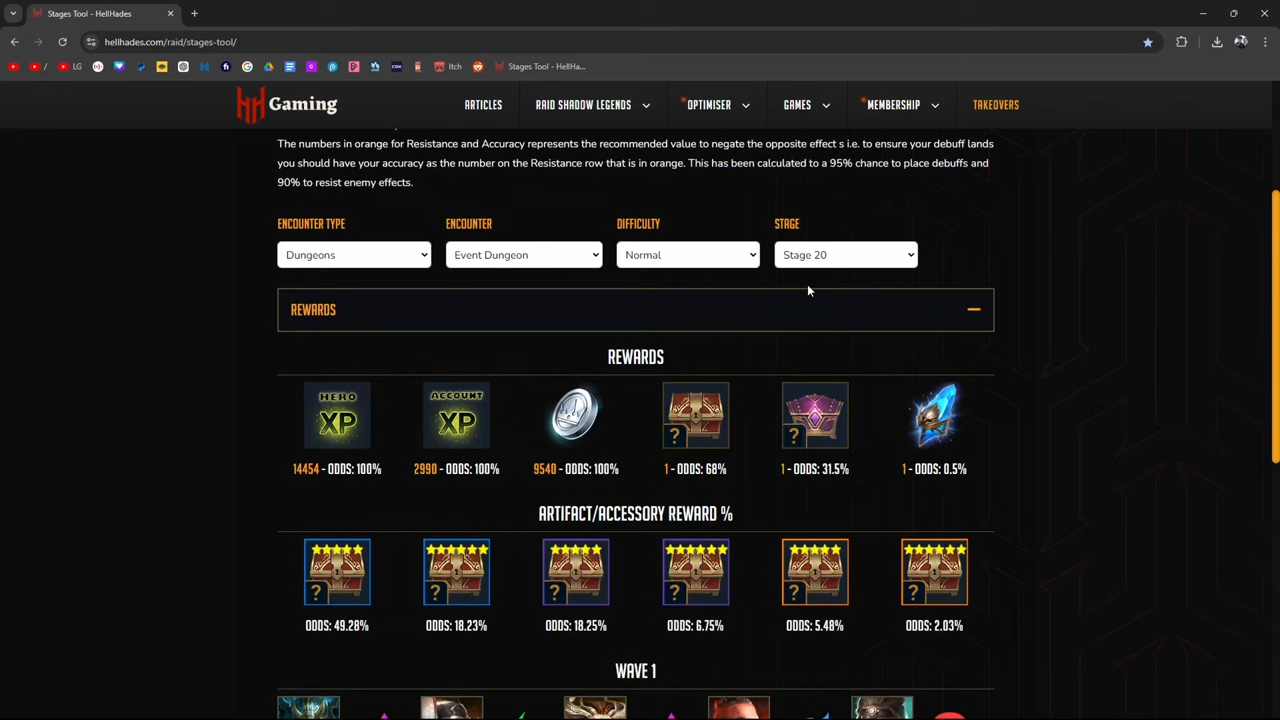 Stages Tool - HellHades
hellhades.com/raid/stages-tool/
/
LG
Itch
Stages Tool - HellHa...
Gaming
ARTICLES
RAID SHADOW LEGENDS
OPTIMISER
GAMES
MEMBERSHIP
TAKEOVERS
The numbers in orange for Resistance and Accuracy represents the recommended value to negate the opposite effect s i.e. to ensure your debuff lands
you should have your accuracy as the number on the Resistance row that is in orange. This has been calculated to a 95% chance to place debuffs and
90% to resist enemy effects.
ENCOUNTER TYPE
ENCOUNTER
DIFFICULTY
STAGE
Dungeons
Event Dungeon
Normal
Stage 20
REWARDS
REWARDS
HERO
XP
ACCOUNT
XP
?
?
14454 - ODDS: 100%
2990 - ODDS: 100%
9540 - ODDS: 100%
1 - ODDS: 68%
1 - ODDS: 31.5%
1 - ODDS: 0.5%
ARTIFACT/ACCESSORY REWARD %
?
?
?
?
?
?
ODDS: 49.28%
ODDS: 18.23%
ODDS: 18.25%
ODDS: 6.75%
ODDS: 5.48%
ODDS: 2.03%
WAVE 1